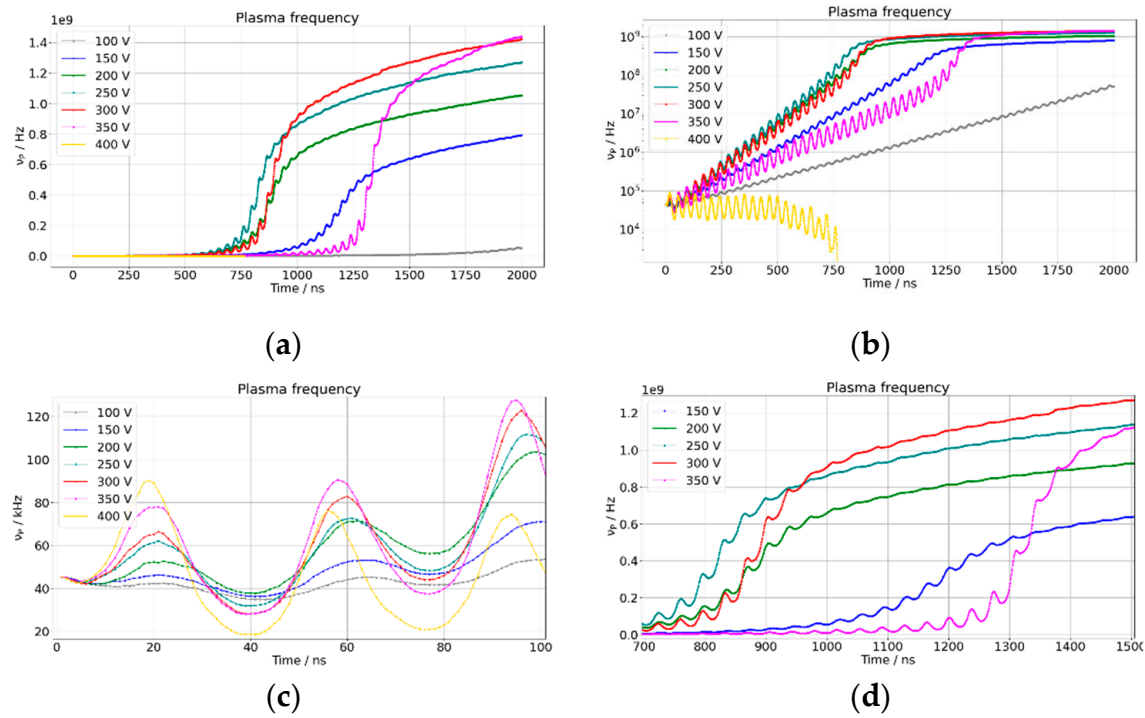 Plasma frequency
1e9
νₚ / Hz
1.4
1.2
1.0
0.8
0.6
0.4
0.2
0.0
100 V
150 V
200 V
250 V
300 V
350 V
400 V
0 250 500 750 1000 1250 1500 1750 2000
Time / ns
(a)
Plasma frequency
νₚ / Hz
10⁹
10⁸
10⁷
10⁶
10⁵
10⁴
100 V
150 V
200 V
250 V
300 V
350 V
400 V
0 250 500 750 1000 1250 1500 1750 2000
Time / ns
(b)
Plasma frequency
νₚ / kHz
120
100
80
60
40
20
100 V
150 V
200 V
250 V
300 V
350 V
400 V
0 20 40 60 80 100
Time / ns
(c)
Plasma frequency
1e9
νₚ / Hz
1.2
1.0
0.8
0.6
0.4
0.2
0.0
150 V
200 V
250 V
300 V
350 V
700 800 900 1000 1100 1200 1300 1400 1500
Time / ns
(d)